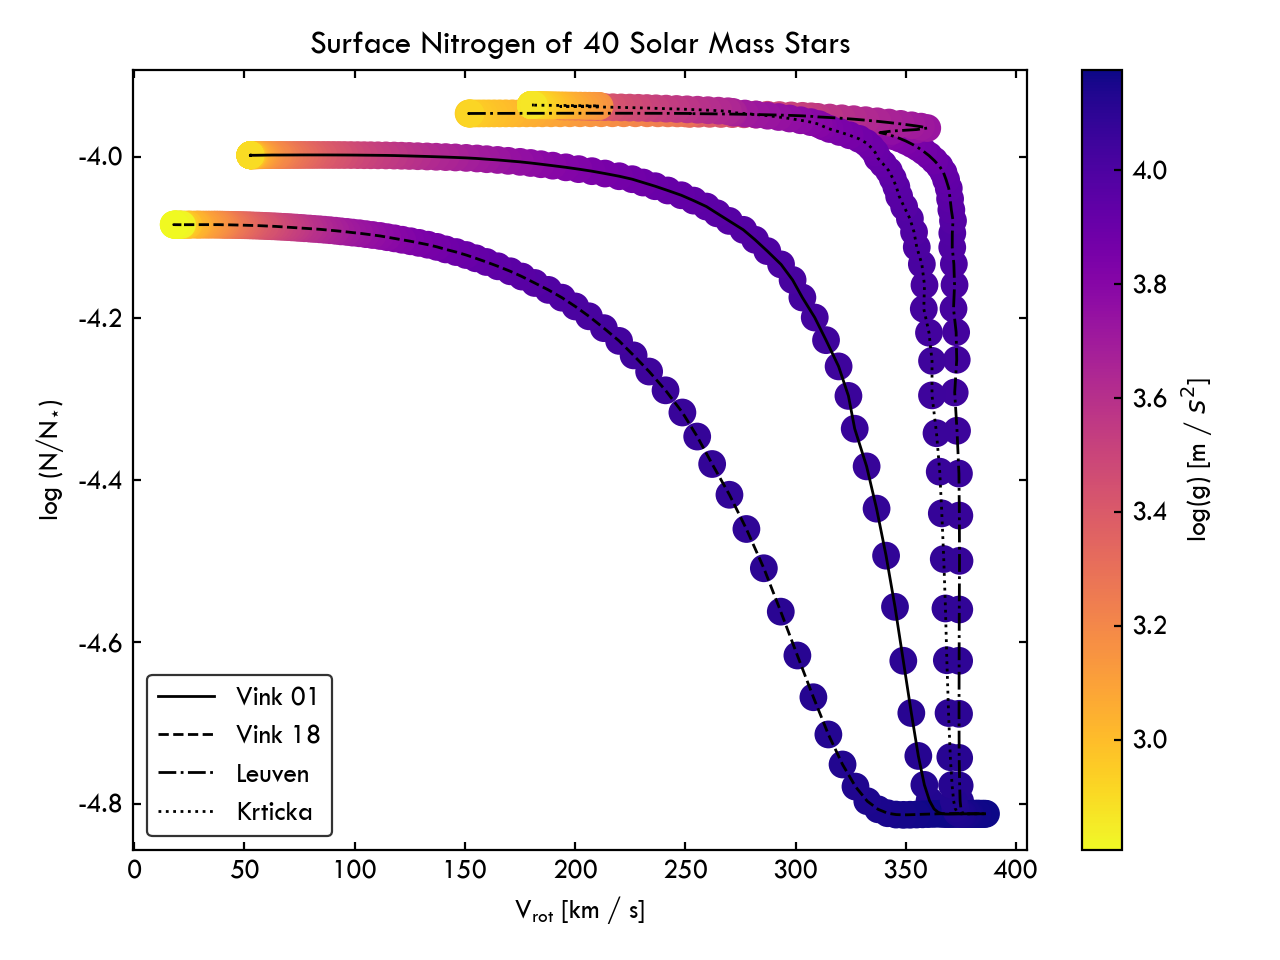 Surface Nitrogen of 40 Solar Mass Stars
log (N/N⋆)
-4.0
-4.2
-4.4
-4.6
-4.8
Vink 01
Vink 18
Leuven
Krticka
0 50 100 150 200 250 300 350 400
V_rot [km / s]
4.0
3.8
3.6
3.4
3.2
3.0
log(g) [m / s²]